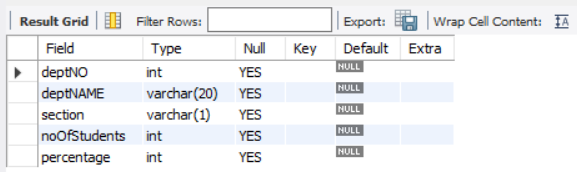 Result Grid Filter Rows: Export: Wrap Cell Content: IA
Field Type Null Key Default Extra
deptNO int YES NULL
deptNAME varchar(20) YES NULL
section varchar(1) YES NULL
noOfStudents int YES NULL
percentage int YES NULL